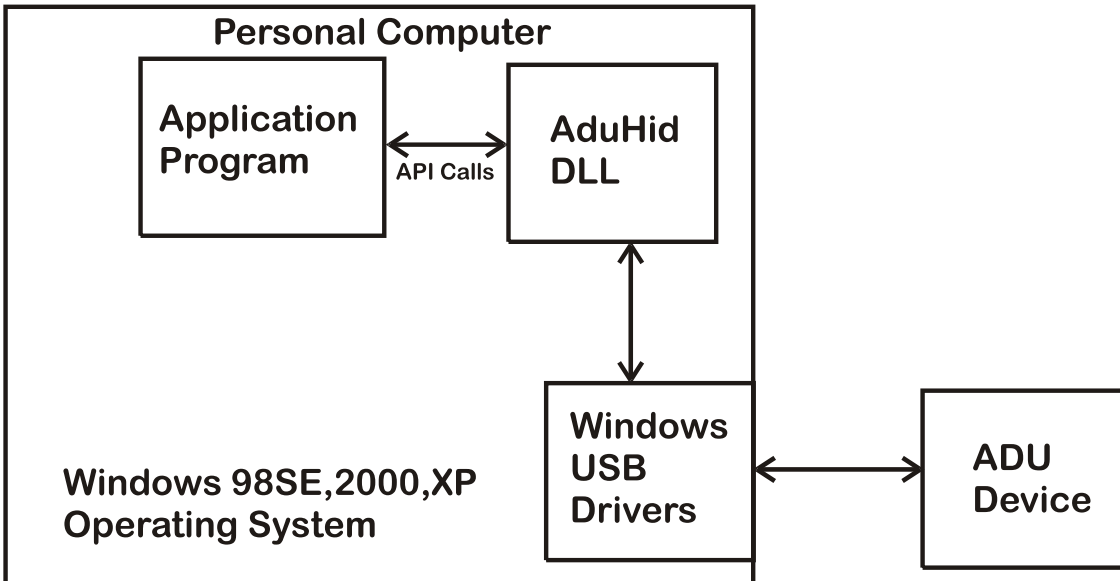 Personal Computer
Application
Program
API Calls
AduHid
DLL
Windows
USB
Drivers
ADU
Device
Windows 98SE,2000,XP
Operating System